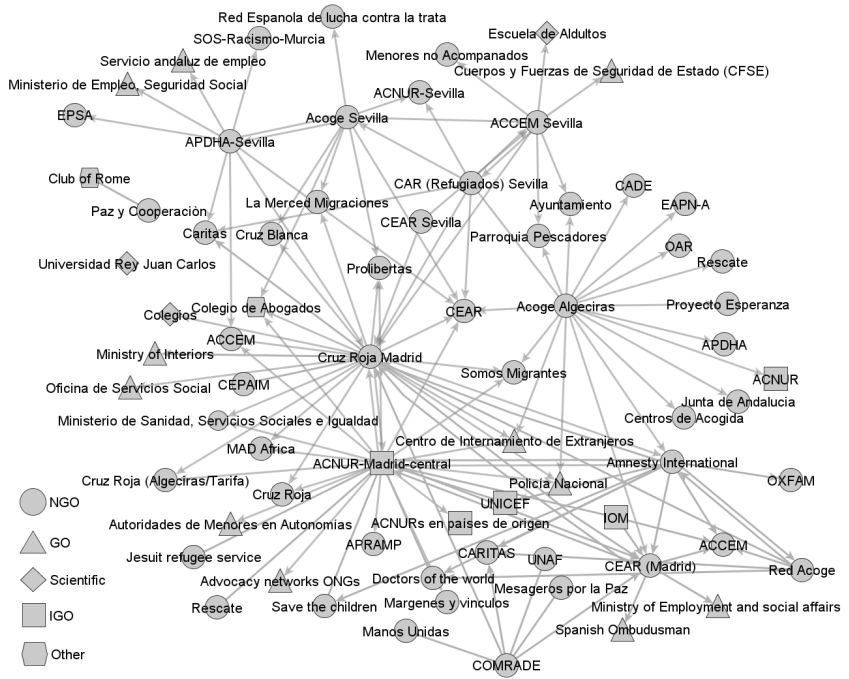 Red Espanola de lucha contra la trata
SOS-Racismo-Murcia
Escuela de Aldultos
Servicio andaluz de empleo
Menores no Acompanados
Cuerpos y Fuerzas de Seguridad de Estado (CFSE)
Ministerio de Empleo, Seguridad Social
ACNUR-Sevilla
EPSA
Acoge Sevilla
ACCEM Sevilla
APDHA-Sevilla
Club of Rome
CAR (Refugiados) Sevilla
CADE
La Merced Migraciones
Ayuntamiento
EAPN-A
Paz y Cooperaciòn
CEAR Sevilla
Caritas
Cruz Blanca
Parroquia Pescadores
OAR
Universidad Rey Juan Carlos
Prolibertas
Rescate
Colegios
Colegio de Abogados
CEAR
Acoge Algeciras
Proyecto Esperanza
ACCEM
APDHA
Ministry of Interiors
Cruz Roja Madrid
Somos Migrantes
ACNUR
Oficina de Servicios Social
CEPAIM
Junta de Andalucia
Ministerio de Sanidad, Servicios Sociales e Igualdad
Centros de Acogida
MAD Africa
Centro de Internamiento de Extranjeros
ACNUR-Madrid-central
Amnesty International
Cruz Roja (Algeciras/Tarifa)
Policia Nacional
OXFAM
Cruz Roja
UNICEF
NGO
IOM
Autoridades de Menores en Autonomias
ACNURs en países de origen
GO
APRAMP
ACCEM
Jesuit refugee service
CARITAS
UNAF
CEAR (Madrid)
Red Acoge
Scientific
Advocacy networks ONGs
Doctors of the world
Mesageros por la Paz
Rescate
Save the children
Margenes y vinculos
Ministry of Employment and social affairs
IGO
Manos Unidas
Spanish Ombudusman
Other
COMRADE